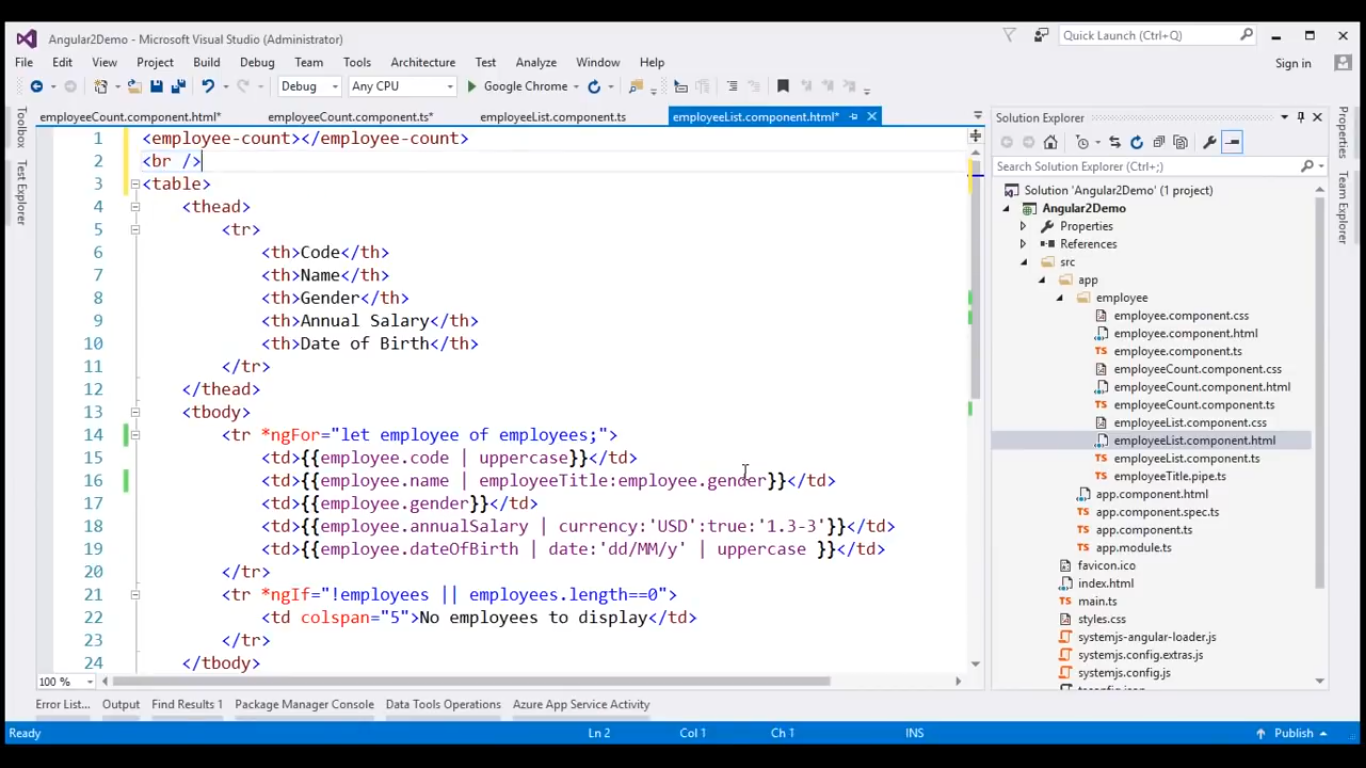 Angular2Demo - Microsoft Visual Studio (Administrator)
Quick Launch (Ctrl+Q)
File Edit View Project Build Debug Team Tools Architecture Test Analyze Window Help
Sign in
Debug Any CPU Google Chrome
employeeCount.component.html* employeeCount.component.ts* employeeList.component.ts employeeList.component.html*
Toolbox
Test Explorer
1 <employee-count></employee-count>
2 <br />
3 <table>
4 <thead>
5 <tr>
6 <th>Code</th>
7 <th>Name</th>
8 <th>Gender</th>
9 <th>Annual Salary</th>
10 <th>Date of Birth</th>
11 </tr>
12 </thead>
13 <tbody>
14 <tr *ngFor="let employee of employees;">
15 <td>{{employee.code | uppercase}}</td>
16 <td>{{employee.name | employeeTitle:employee.gender}}</td>
17 <td>{{employee.gender}}</td>
18 <td>{{employee.annualSalary | currency:'USD':true:'1.3-3'}}</td>
19 <td>{{employee.dateOfBirth | date:'dd/MM/y' | uppercase }}</td>
20 </tr>
21 <tr *ngIf="!employees || employees.length==0">
22 <td colspan="5">No employees to display</td>
23 </tr>
24 </tbody>
100 %
Solution Explorer
Search Solution Explorer (Ctrl+;)
Solution 'Angular2Demo' (1 project)
Angular2Demo
Properties
References
src
app
employee
employee.component.css
employee.component.html
employee.component.ts
employeeCount.component.css
employeeCount.component.html
employeeCount.component.ts
employeeList.component.css
employeeList.component.html
employeeList.component.ts
employeeTitle.pipe.ts
app.component.html
app.component.spec.ts
app.component.ts
app.module.ts
favicon.ico
index.html
main.ts
styles.css
systemjs-angular-loader.js
systemjs.config.extras.js
systemjs.config.js
Properties
Team Explorer
Error List... Output Find Results 1 Package Manager Console Data Tools Operations Azure App Service Activity
Ready Ln 2 Col 1 Ch 1 INS Publish